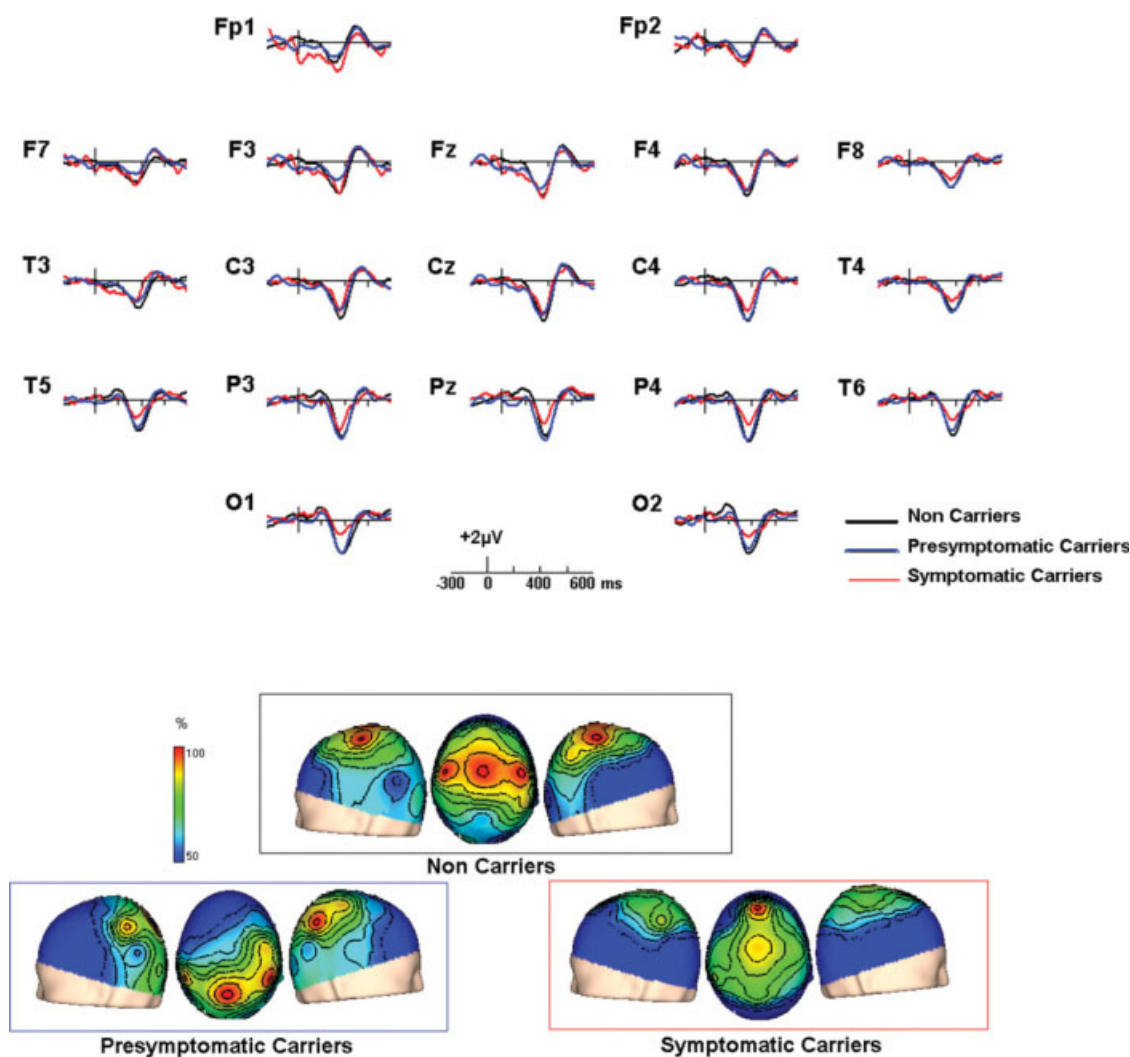 Fp1 Fp2
F7 F3 Fz F4 F8
T3 C3 Cz C4 T4
T5 P3 Pz P4 T6
O1 O2
Non Carriers
Presymptomatic Carriers
Symptomatic Carriers
+2µV
-300 0 400 600 ms
%
100
50
Non Carriers
Presymptomatic Carriers
Symptomatic Carriers